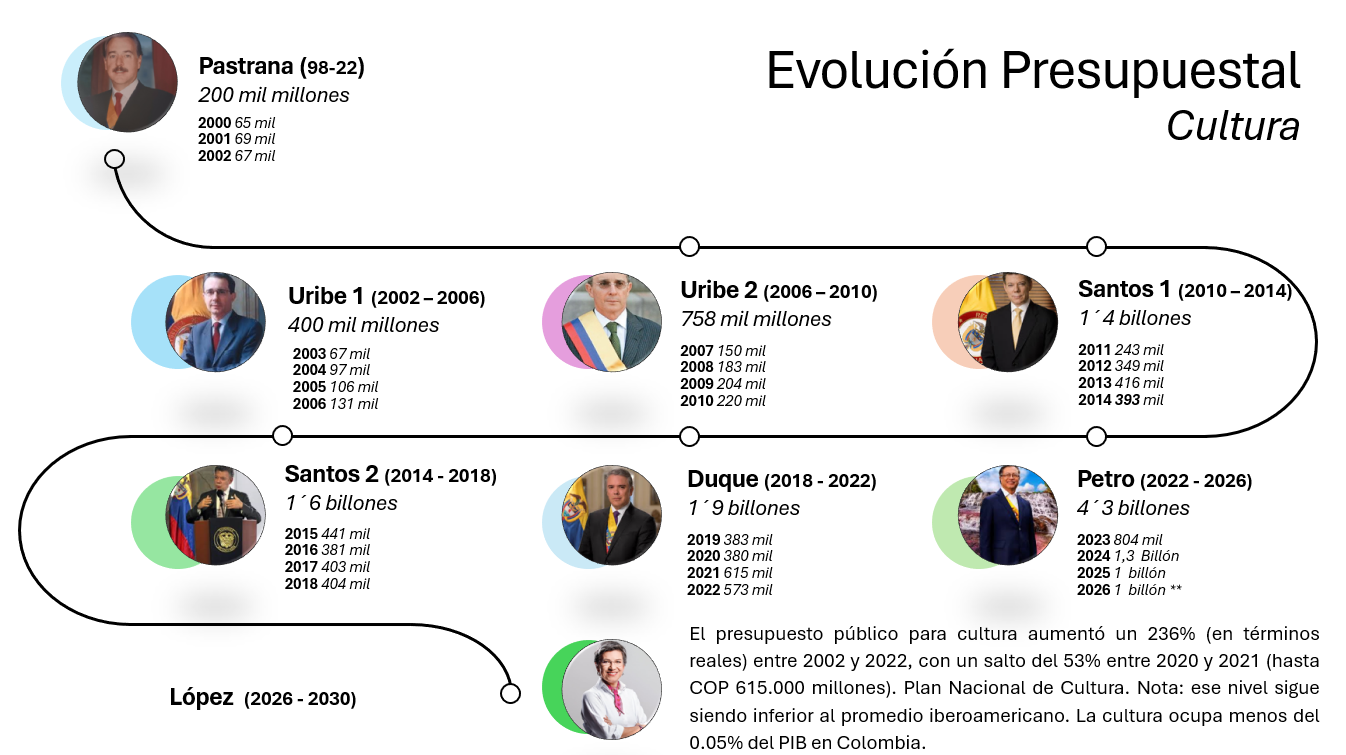 Pastrana (98-22)
200 mil millones
2000 65 mil
2001 69 mil
2002 67 mil
Evolución Presupuestal
Cultura
Uribe 1 (2002 – 2006)
400 mil millones
2003 67 mil
2004 97 mil
2005 106 mil
2006 131 mil
Uribe 2 (2006 – 2010)
758 mil millones
2007 150 mil
2008 183 mil
2009 204 mil
2010 220 mil
Santos 1 (2010 – 2014)
1´4 billones
2011 243 mil
2012 349 mil
2013 416 mil
2014 393 mil
Santos 2 (2014 - 2018)
1´6 billones
2015 441 mil
2016 381 mil
2017 403 mil
2018 404 mil
Duque (2018 - 2022)
1´9 billones
2019 383 mil
2020 380 mil
2021 615 mil
2022 573 mil
Petro (2022 - 2026)
4´3 billones
2023 804 mil
2024 1,3 Billón
2025 1 billón
2026 1 billón **
López (2026 - 2030)
El presupuesto público para cultura aumentó un 236% (en términos
reales) entre 2002 y 2022, con un salto del 53% entre 2020 y 2021 (hasta
COP 615.000 millones). Plan Nacional de Cultura. Nota: ese nivel sigue
siendo inferior al promedio iberoamericano. La cultura ocupa menos del
0.05% del PIB en Colombia.